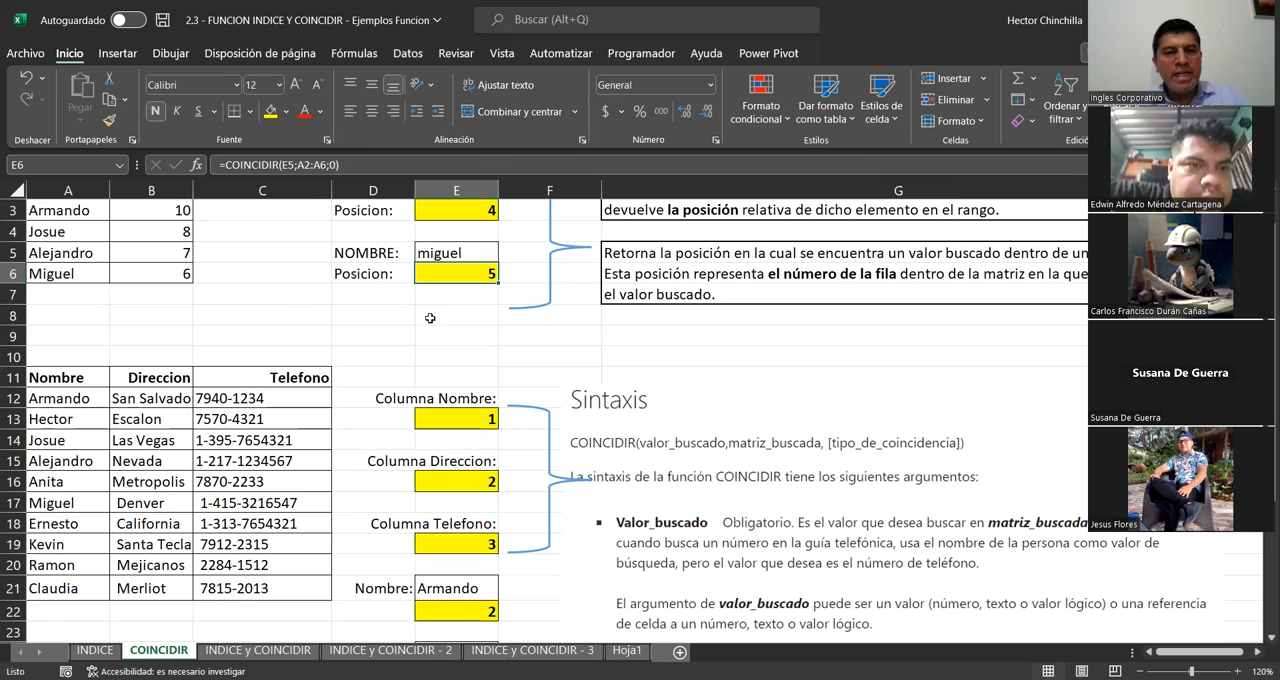 Autoguardado
2.3 - FUNCION INDICE Y COINCIDIR - Ejemplos Funcion
Buscar (Alt+Q)
Hector Chinchilla
Archivo Inicio Insertar Dibujar Disposición de página Fórmulas Datos Revisar Vista Automatizar Programador Ayuda Power Pivot
Pegar
Calibri 12
N K S
Ajustar texto
Combinar y centrar
General
$ % 000
Formato condicional
Dar formato como tabla
Estilos de celda
Insertar
Eliminar
Formato
Ordenar y filtrar
Deshacer Portapapeles Fuente Alineación Número Estilos Celdas Edició
E6 fx =COINCIDIR(E5;A2:A6;0)
A B C D E F G
3 Armando 10 Posicion: 4 devuelve la posición relativa de dicho elemento en el rango.
4 Josue 8
5 Alejandro 7 NOMBRE: miguel Retorna la posición en la cual se encuentra un valor buscado dentro de un
6 Miguel 6 Posicion: 5 Esta posición representa el número de la fila dentro de la matriz en la que
7 el valor buscado.
8
9
10
11 Nombre Direccion Telefono
12 Armando San Salvado 7940-1234 Columna Nombre:
13 Hector Escalon 7570-4321 1
14 Josue Las Vegas 1-395-7654321
15 Alejandro Nevada 1-217-1234567 Columna Direccion:
16 Anita Metropolis 7870-2233 2
17 Miguel Denver 1-415-3216547
18 Ernesto California 1-313-7654321 Columna Telefono:
19 Kevin Santa Tecla 7912-2315 3
20 Ramon Mejicanos 2284-1512
21 Claudia Merliot 7815-2013 Nombre: Armando
22 2
23
Sintaxis
COINCIDIR(valor_buscado,matriz_buscada, [tipo_de_coincidencia])
La sintaxis de la función COINCIDIR tiene los siguientes argumentos:
Valor_buscado Obligatorio. Es el valor que desea buscar en matriz_buscada
cuando busca un número en la guía telefónica, usa el nombre de la persona como valor de
búsqueda, pero el valor que desea es el número de teléfono.
El argumento de valor_buscado puede ser un valor (número, texto o valor lógico) o una referencia
de celda a un número, texto o valor lógico.
Ingles Corporativo
Edwin Alfredo Méndez Cartagena
Carlos Francisco Durán Cañas
Susana De Guerra
Susana De Guerra
Jesus Flores
INDICE COINCIDIR INDICE y COINCIDIR INDICE y COINCIDIR - 2 INDICE y COINCIDIR - 3 Hoja1
Listo Accesibilidad: es necesario investigar 120%